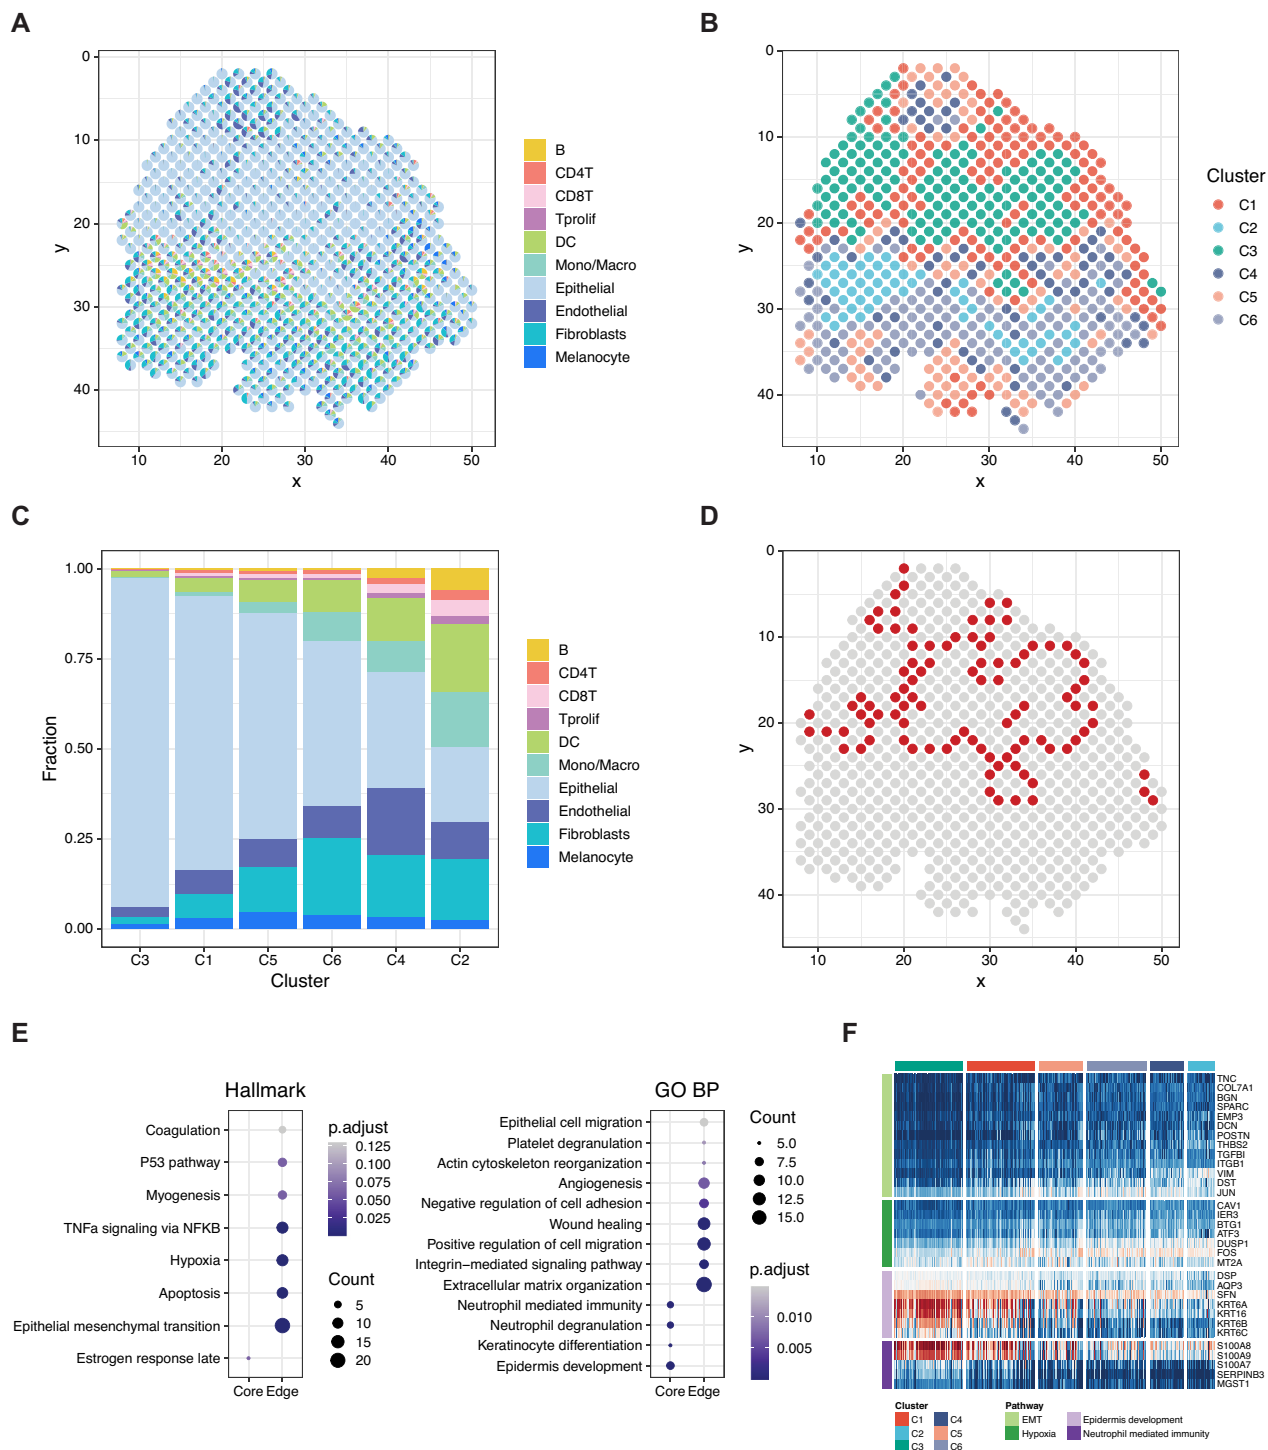 A
0
10
20
30
40
y
10
20
30
40
50
x
B
CD4T
CD8T
Tprolif
DC
Mono/Macro
Epithelial
Endothelial
Fibroblasts
Melanocyte
B
0
10
20
30
40
y
10
20
30
40
50
x
Cluster
C1
C2
C3
C4
C5
C6
C
1.00
0.75
0.50
0.25
0.00
Fraction
C3
C1
C5
C6
C4
C2
Cluster
B
CD4T
CD8T
Tprolif
DC
Mono/Macro
Epithelial
Endothelial
Fibroblasts
Melanocyte
D
0
10
20
30
40
y
10
20
30
40
50
x
E
Hallmark
Coagulation
P53 pathway
Myogenesis
TNFa signaling via NFKB
Hypoxia
Apoptosis
Epithelial mesenchymal transition
Estrogen response late
Core Edge
p.adjust
0.125
0.100
0.075
0.050
0.025
Count
5
10
15
20
GO BP
Epithelial cell migration
Platelet degranulation
Actin cytoskeleton reorganization
Angiogenesis
Negative regulation of cell adhesion
Wound healing
Positive regulation of cell migration
Integrin−mediated signaling pathway
Extracellular matrix organization
Neutrophil mediated immunity
Neutrophil degranulation
Keratinocyte differentiation
Epidermis development
Core Edge
Count
5.0
7.5
10.0
12.5
15.0
p.adjust
0.010
0.005
F
TNC
COL7A1
BGN
SPARC
EMP3
DCN
POSTN
THBS2
TGFBI
ITGB1
VIM
DST
JUN
CAV1
IER3
BTG1
ATF3
DUSP1
FOS
MT2A
DSP
AQP3
SFN
KRT6A
KRT16
KRT6B
KRT6C
S100A8
S100A9
S100A7
SERPINB3
MGST1
Cluster
C1
C2
C3
C4
C5
C6
Pathway
EMT
Hypoxia
Epidermis development
Neutrophil mediated immunity